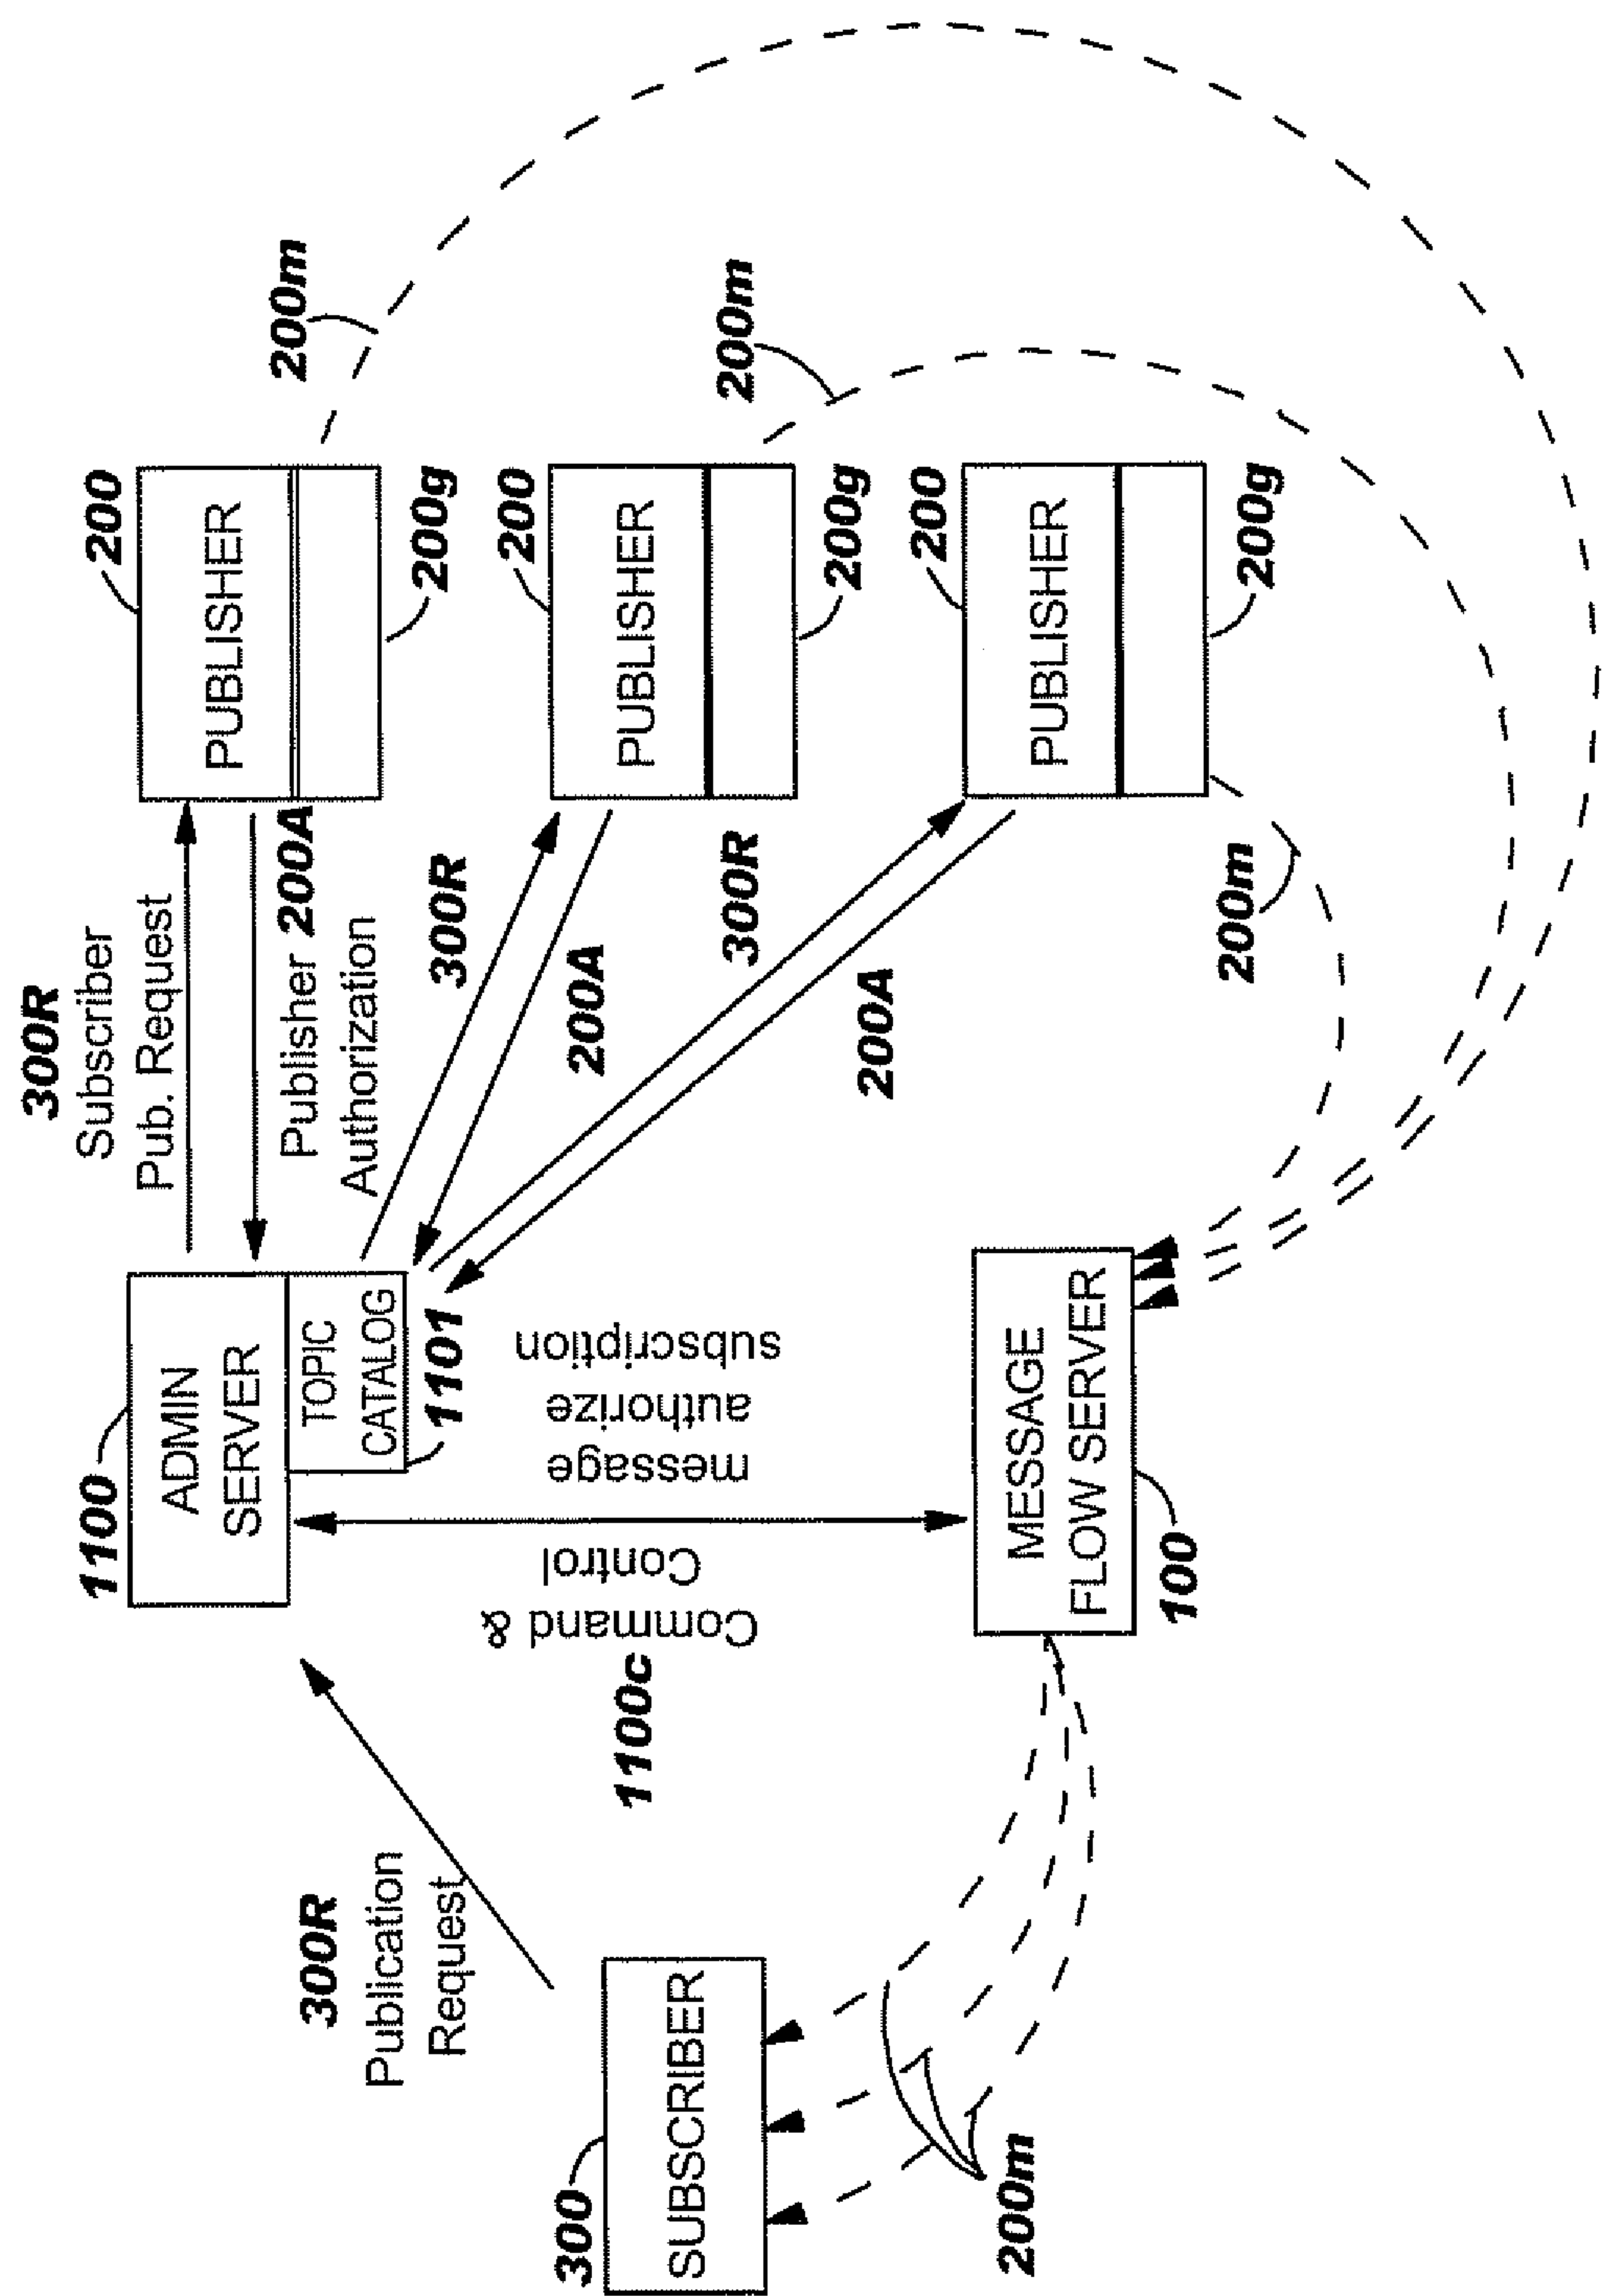 300R
Subscriber
Pub. Request
1100
ADMIN
SERVER
TOPIC
CATALOG
1101
Publisher 200A
Authorization
200
PUBLISHER
200g
200m
300R
Publication
Request
300R
200A
200
PUBLISHER
200g
200m
300R
200A
200
PUBLISHER
200g
200m
1100c
Command &
Control
message
authorize
subscription
300
SUBSCRIBER
200m
MESSAGE
FLOW SERVER
100